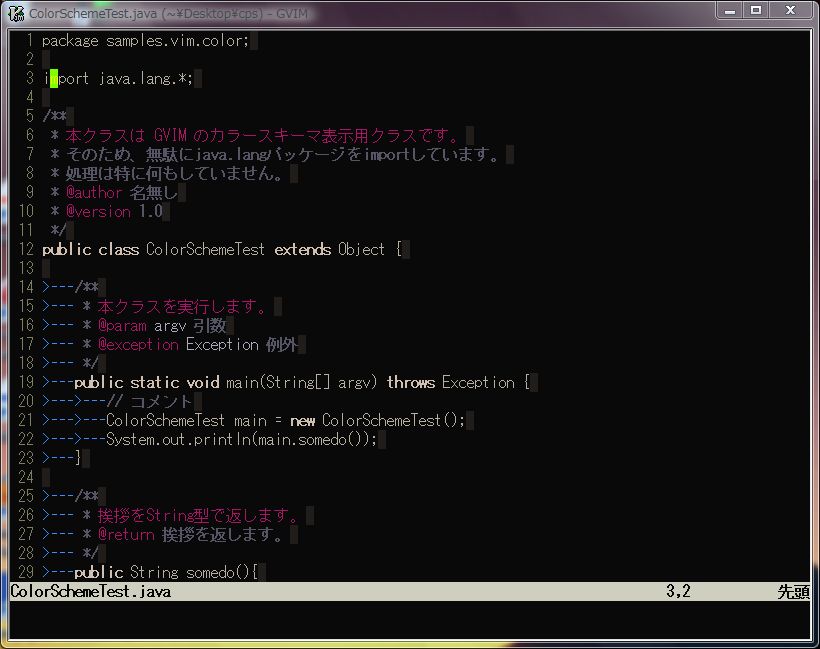 ColorSchemeTest.java (~¥Desktop¥cps) - GVIM
1 package samples.vim.color;
2
3 import java.lang.*;
4
5 /**
6  * 本クラスは GVIM のカラースキーマ表示用クラスです。
7  * そのため、無駄にjava.langパッケージをimportしています。
8  * 処理は特に何もしていません。
9  * @author 名無し
10  * @version 1.0
11  */
12 public class ColorSchemeTest extends Object {
13
14 >---/**
15 >--- * 本クラスを実行します。
16 >--- * @param argv 引数
17 >--- * @exception Exception 例外
18 >--- */
19 >---public static void main(String[] argv) throws Exception {
20 >--->---// コメント
21 >--->---ColorSchemeTest main = new ColorSchemeTest();
22 >--->---System.out.println(main.somedo());
23 >---}
24
25 >---/**
26 >--- * 挨拶をString型で返します。
27 >--- * @return 挨拶を返します。
28 >--- */
29 >---public String somedo(){
ColorSchemeTest.java 3,2 先頭